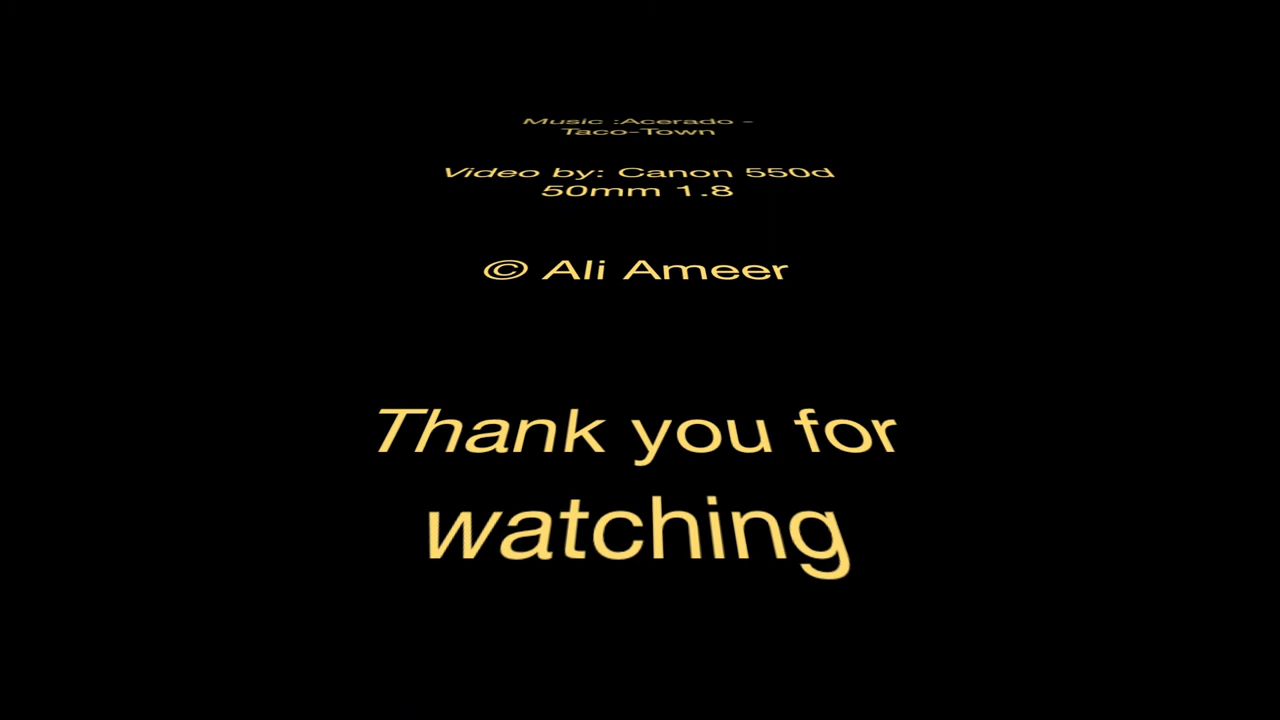 Music :Acerado -
Taco-Town
Video by: Canon 550d
50mm 1.8
© Ali Ameer
Thank you for
watching